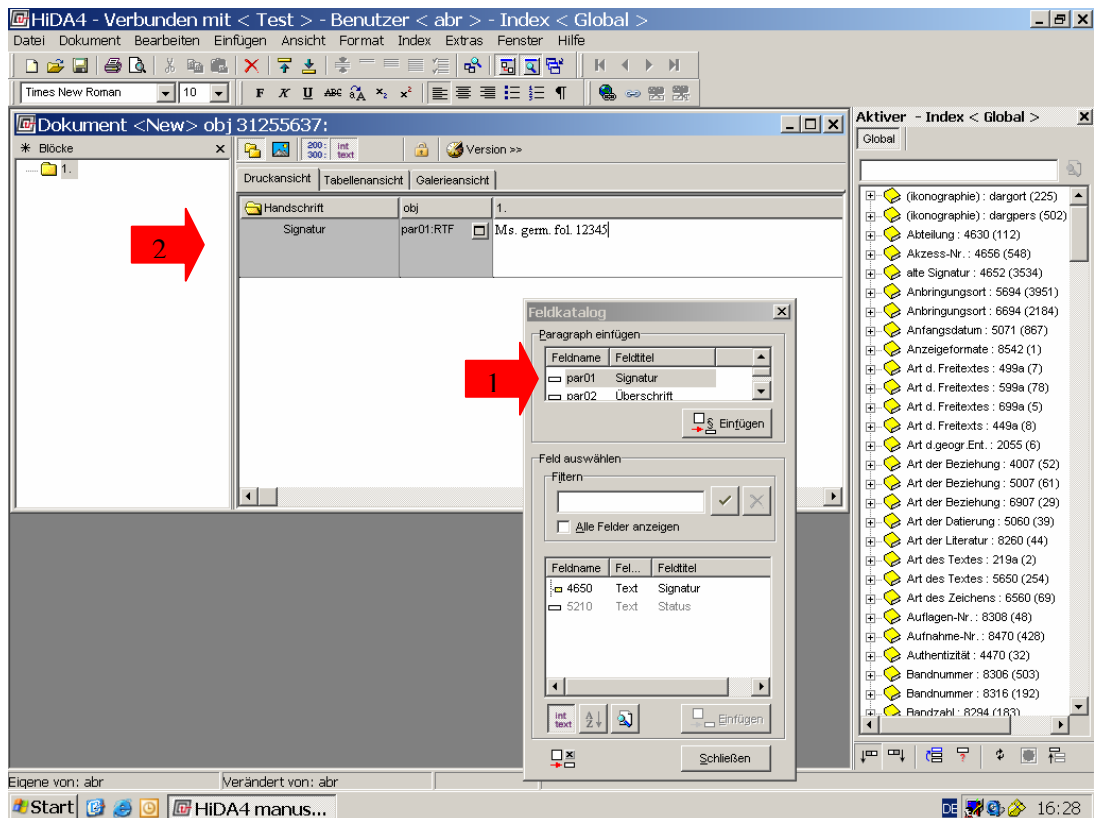 HiDA4 - Verbunden mit < Test > - Benutzer < abr > - Index < Global >
Datei Dokument Bearbeiten Einfügen Ansicht Format Index Extras Fenster Hilfe
Times New Roman 10 F K U ABC
Dokument <New> obj 31255637:
Blöcke
1.
200: int
300: text
Version >>
Druckansicht Tabellenansicht Galerieansicht
Handschrift obj 1.
Signatur par01:RTF Ms. germ. fol. 12345
2
Feldkatalog
Paragraph einfügen
Feldname Feldtitel
par01 Signatur
par02 Überschrift
1
§ Einfügen
Feld auswählen
Filtern
Alle Felder anzeigen
Feldname Fel... Feldtitel
4650 Text Signatur
5210 Text Status
int
text
Einfügen
Schließen
Aktiver - Index < Global >
Global
(ikonographie) : dargort (225)
(ikonographie) : dargpers (502)
Abteilung : 4630 (112)
Akzess-Nr. : 4656 (548)
alte Signatur : 4652 (3534)
Anbringungsort : 5694 (3951)
Anbringungsort : 6694 (2184)
Anfangsdatum : 5071 (867)
Anzeigeformate : 8542 (1)
Art d. Freitextes : 499a (7)
Art d. Freitextes : 599a (78)
Art d. Freitextes : 699a (5)
Art d. Freitexts : 449a (8)
Art d.geogr.Ent. : 2055 (6)
Art der Beziehung : 4007 (52)
Art der Beziehung : 5007 (61)
Art der Beziehung : 6907 (29)
Art der Datierung : 5060 (39)
Art der Literatur : 8260 (44)
Art des Textes : 219a (2)
Art des Textes : 5650 (254)
Art des Zeichens : 6560 (69)
Auflagen-Nr. : 8308 (48)
Aufnahme-Nr. : 8470 (428)
Authentizität : 4470 (32)
Bandnummer : 8306 (503)
Bandnummer : 8316 (192)
Bandzahl : 8294 (183)
Eigene von: abr Verändert von: abr
Start HiDA4 manus... DE 16:28